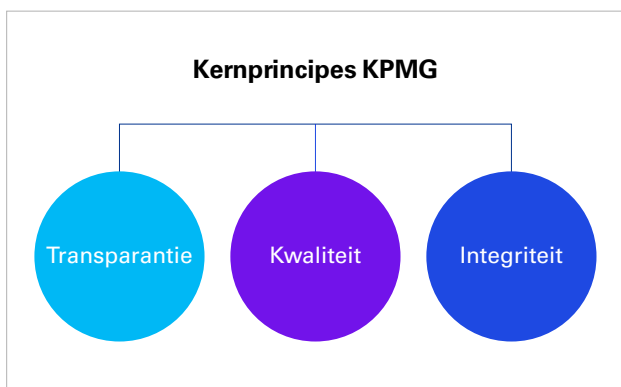 Kernprincipes KPMG
Transparantie
Kwaliteit
Integriteit